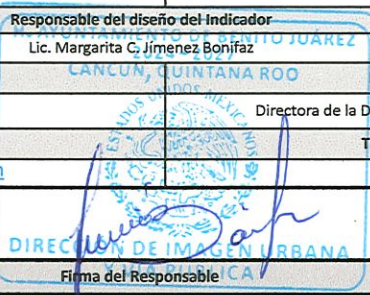 Responsable del diseño del Indicador
H. AYUNTAMIENTO DE BENITO JUÁREZ
Lic. Margarita C. Jímenez Bonifaz
2024 - 2027
CANCÚN, QUINTANA ROO
ESTADOS UNIDOS MEXICANOS
Directora de la D
T
n
DIRECCIÓN DE IMAGEN URBANA
Firma del Responsable